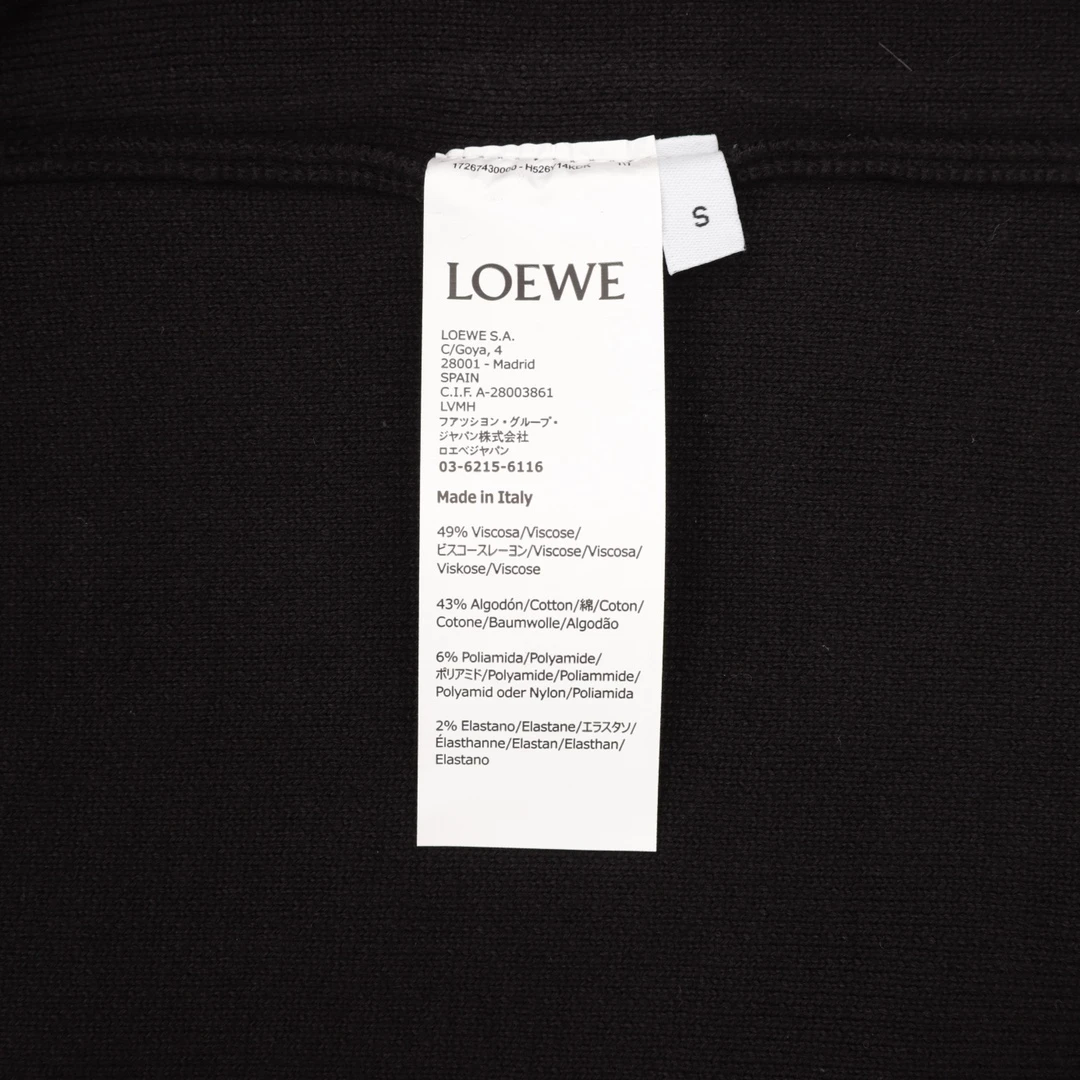 S
LOEWE
LOEWE S.A.
C/Goya, 4
28001 - Madrid
SPAIN
C.I.F. A-28003861
LVMH
ファッション・グループ・
ジャパン株式会社
ロエベジャパン
03-6215-6116
Made in Italy
49% Viscosa/Viscose/
ビスコースレーヨン/Viscose/Viscosa/
Viskose/Viscose
43% Algodón/Cotton/綿/Coton/
Cotone/Baumwolle/Algodão
6% Poliamida/Polyamide/
ポリアミド/Polyamide/Poliammide/
Polyamid oder Nylon/Poliamida
2% Elastano/Elastane/エラスタン/
Élasthanne/Elastan/Elasthan/
Elastano